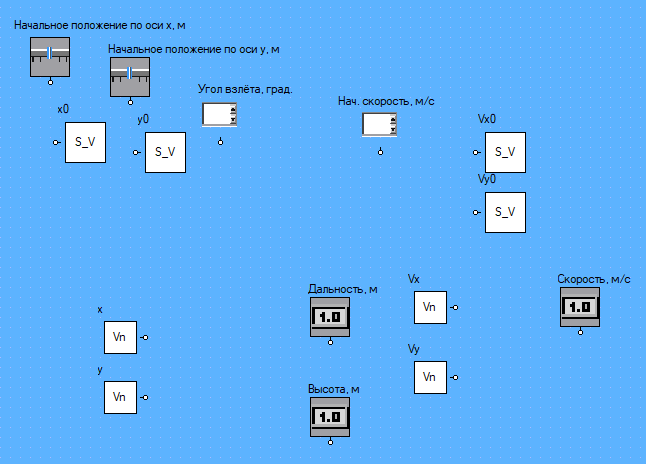 Начальное положение по оси x, м
Начальное положение по оси y, м
Угол взлёта, град.
Нач. скорость, м/с
x0
S_V
y0
S_V
Vx0
S_V
Vy0
S_V
Дальность, м
1.0
Vx
Vn
Скорость, м/с
1.0
x
Vn
Vy
Vn
y
Vn
Высота, м
1.0